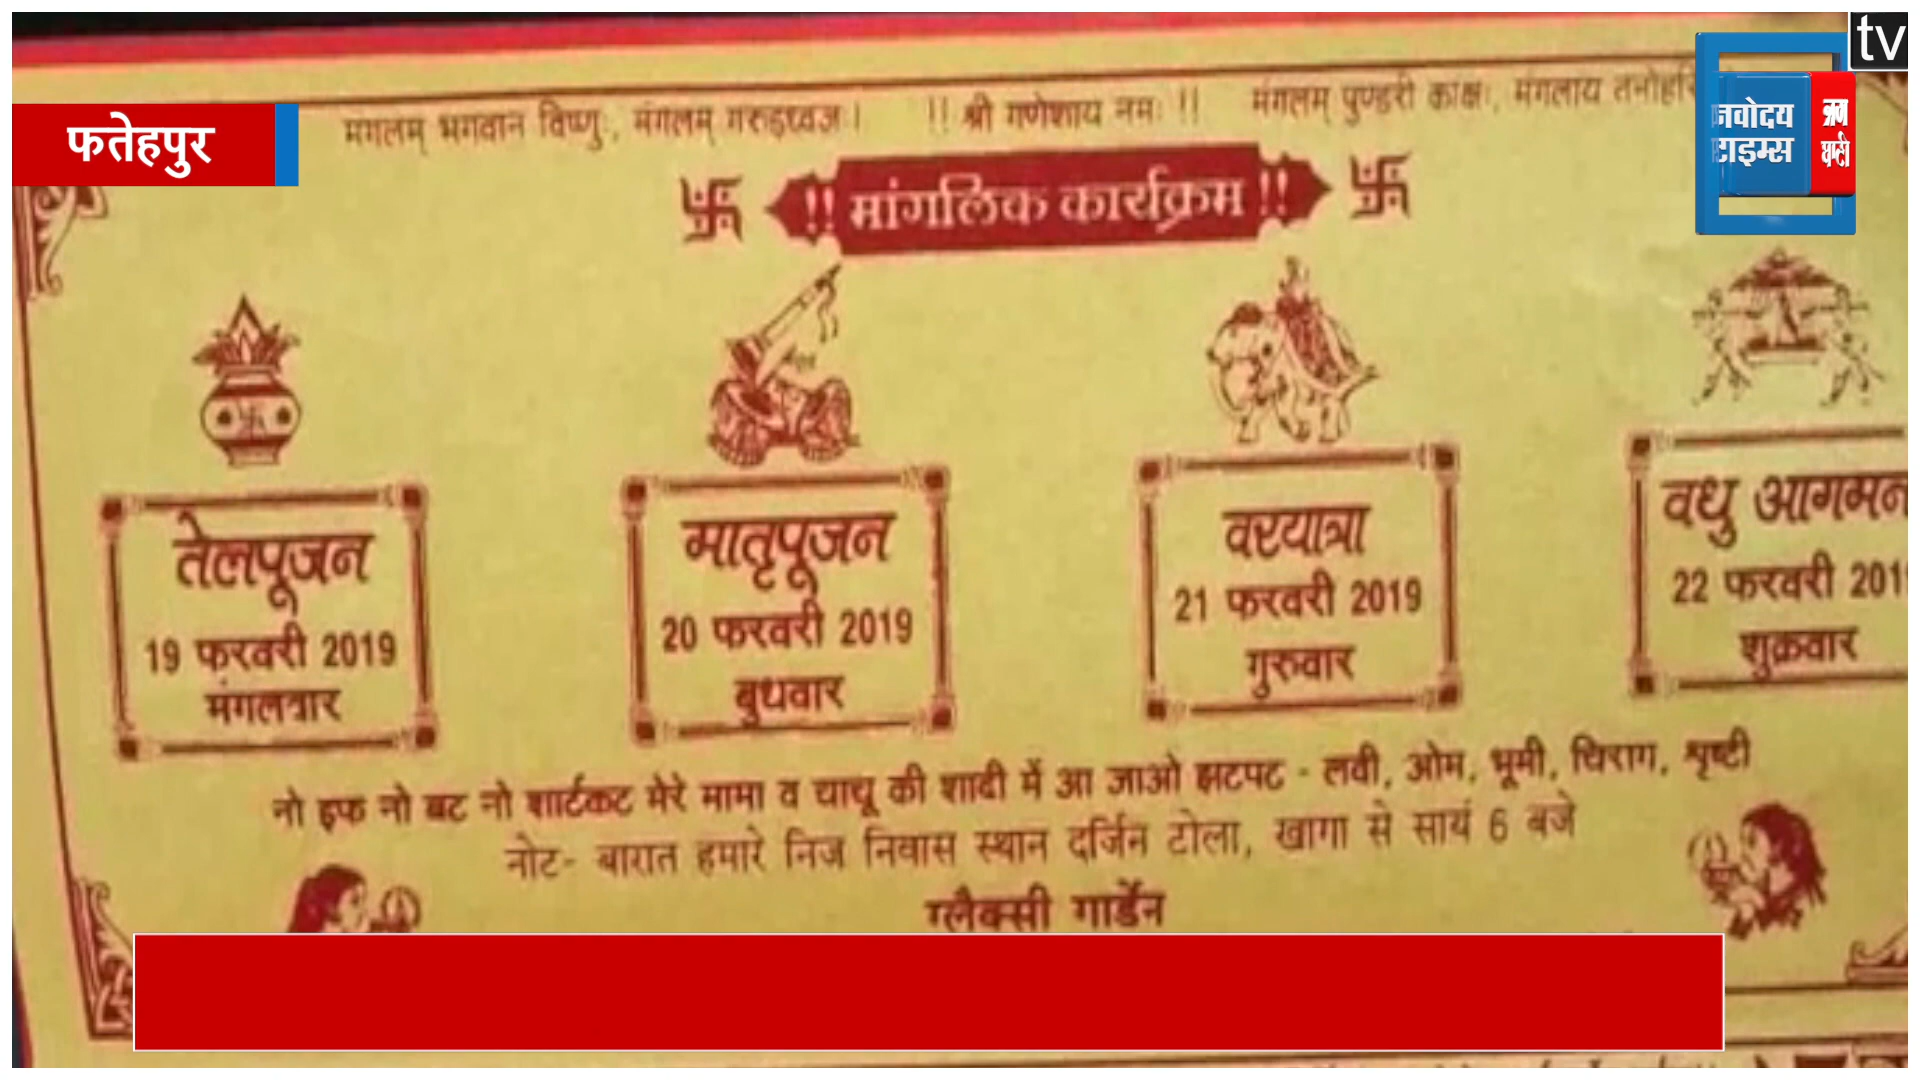 tv
फतेहपुर
नवोदय
टाइम्स
मंगलम् भगवान विष्णुः, मंगलम् गरुड़ध्वजः।
!! श्री गणेशाय नमः !!
मंगलम् पुण्डरी कांक्षः, मंगलाय तनोहरि
!! मांगलिक कार्यक्रम !!
तेलपूजन
19 फरवरी 2019
मंगलवार
मातृपूजन
20 फरवरी 2019
बुधवार
वरयात्रा
21 फरवरी 2019
गुरुवार
वधु आगमन
22 फरवरी 2019
शुक्रवार
नो इफ नो बट नो शार्टकट मेरे मामा व चाचू की शादी में आ जाओ झटपट - लवी, ओम, भूमी, चिराग, श्रृष्टी
नोट- बारात हमारे निज निवास स्थान दर्जिन टोला, खागा से सायं 6 बजे
ग्लैक्सी गार्डेन